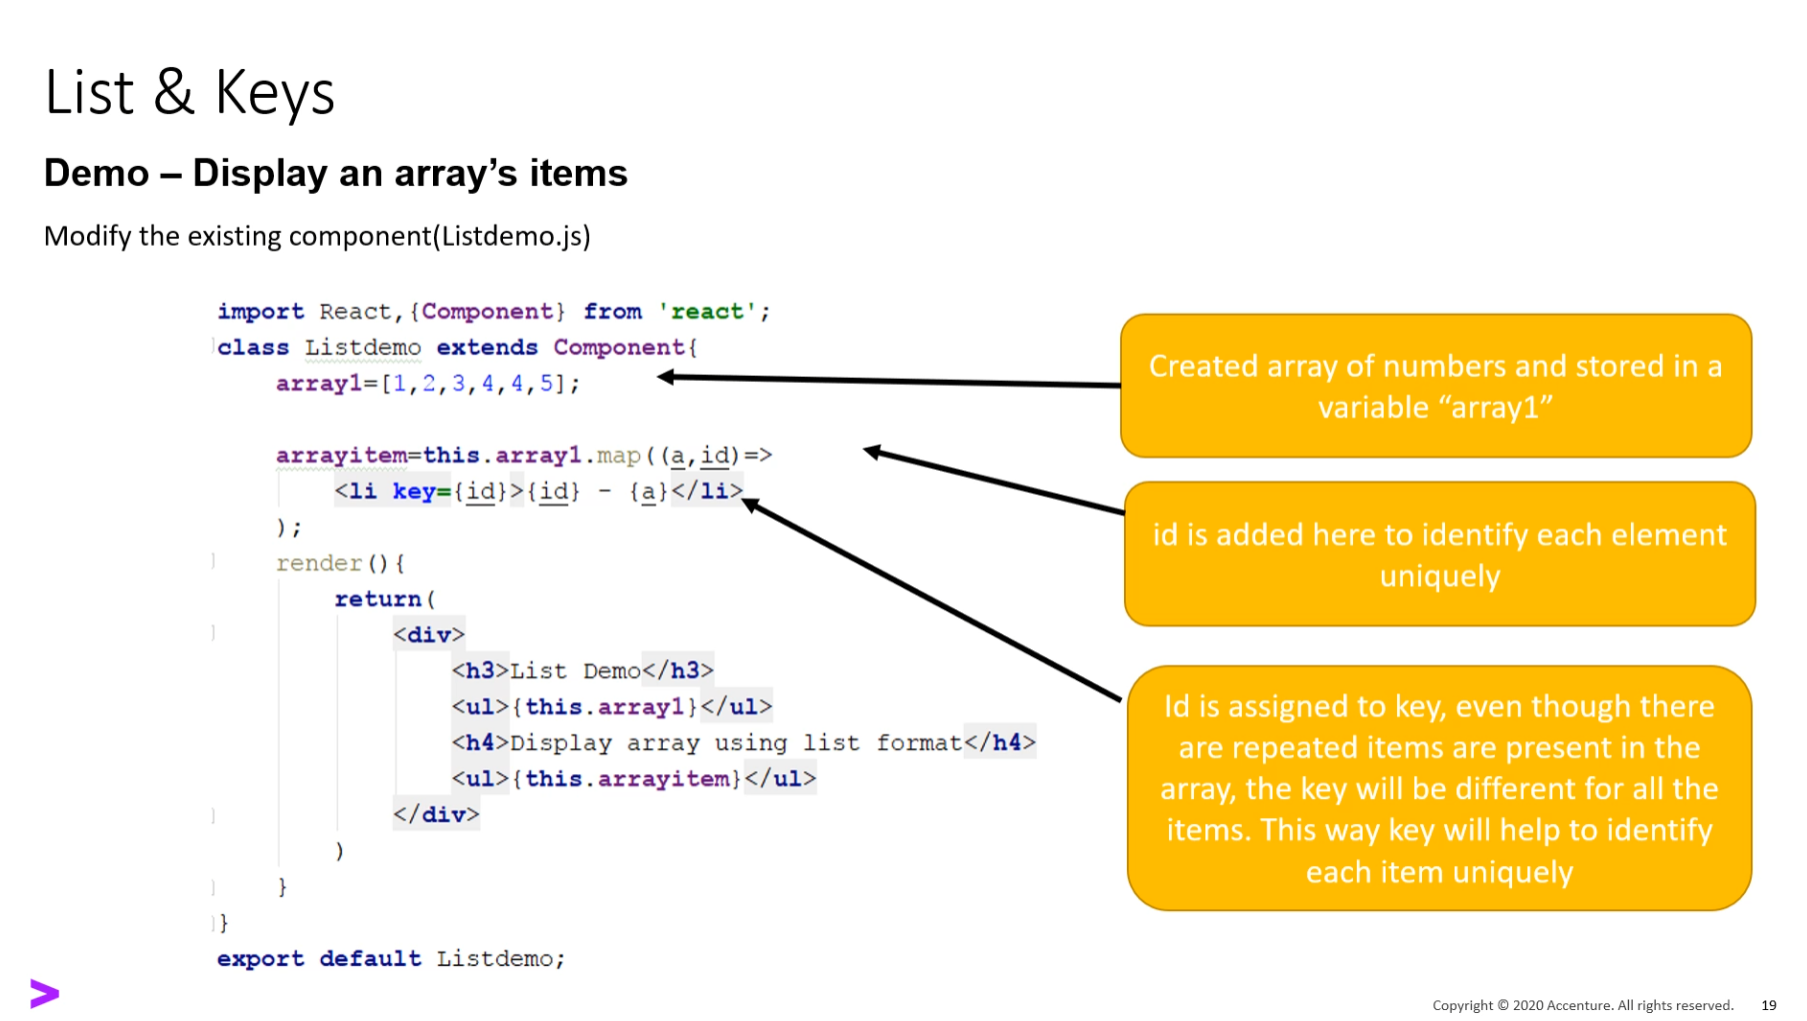 List & Keys
Demo – Display an array’s items
Modify the existing component(Listdemo.js)
import React,{Component} from 'react';
class Listdemo extends Component{
array1=[1,2,3,4,4,5];
arrayitem=this.array1.map((a,id)=>
<li key={id}>{id} - {a}</li>
);
render(){
return(
<div>
<h3>List Demo</h3>
<ul>{this.array1}</ul>
<h4>Display array using list format</h4>
<ul>{this.arrayitem}</ul>
</div>
)
}
}
export default Listdemo;
Created array of numbers and stored in a
variable “array1”
id is added here to identify each element
uniquely
Id is assigned to key, even though there
are repeated items are present in the
array, the key will be different for all the
items. This way key will help to identify
each item uniquely
Copyright © 2020 Accenture. All rights reserved. 19